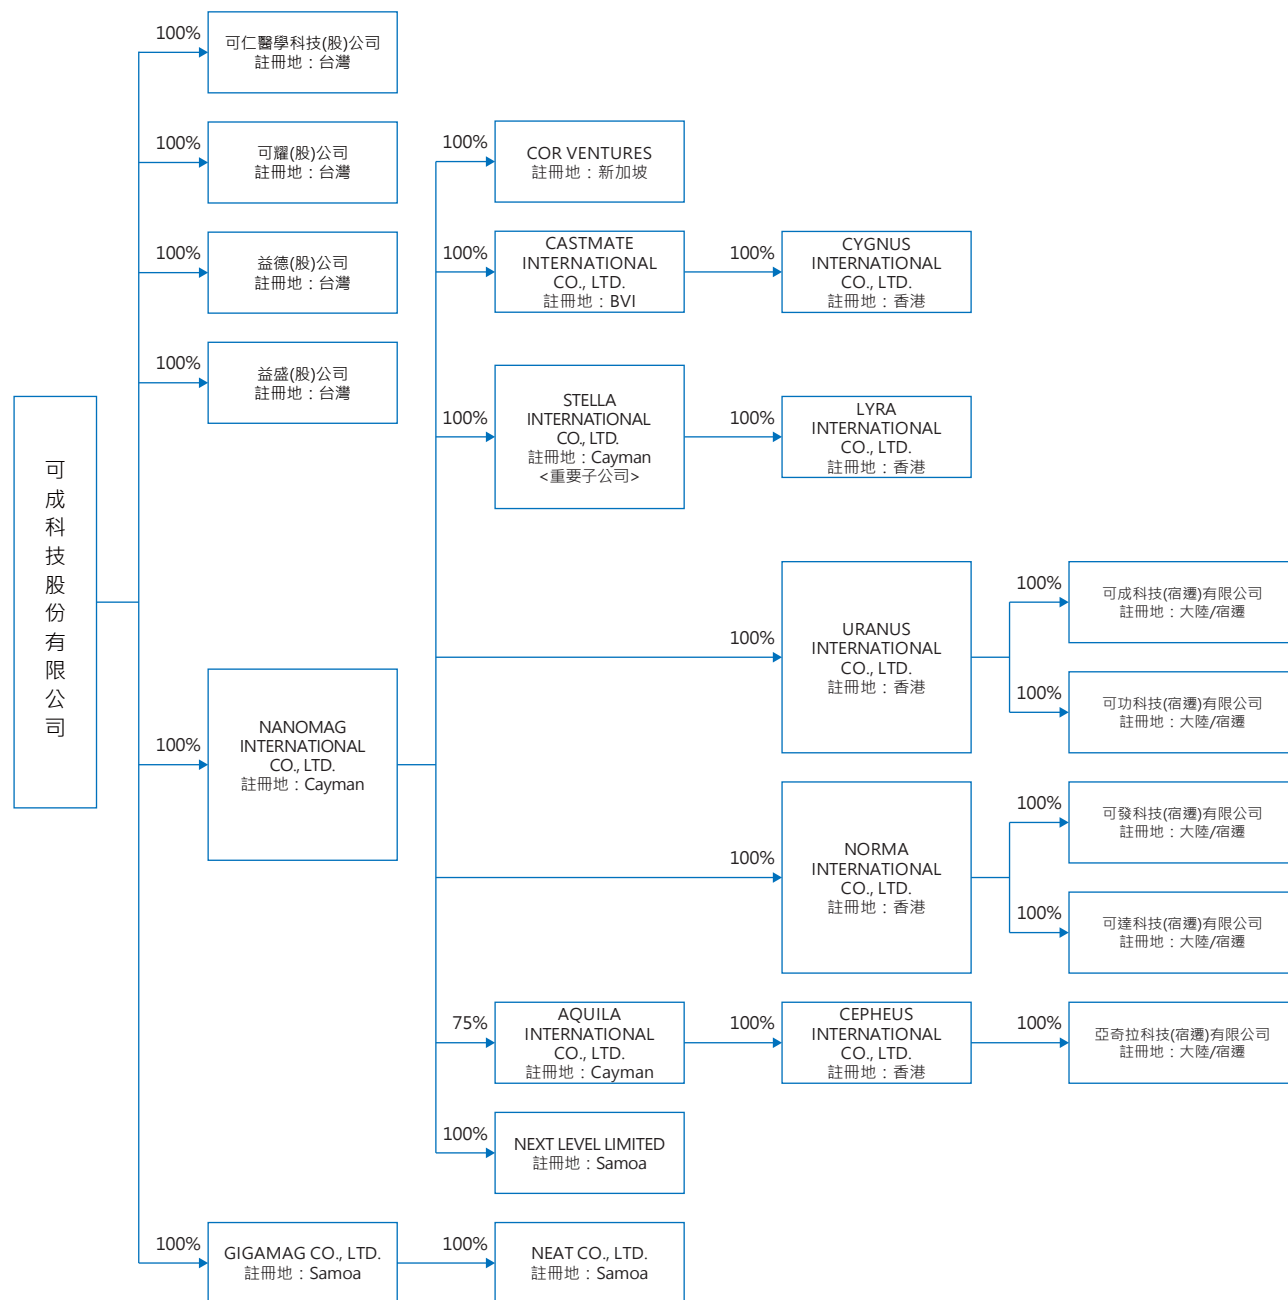 可成科技股份有限公司
100%
可仁醫學科技(股)公司
註冊地：台灣
100%
可耀(股)公司
註冊地：台灣
100%
益德(股)公司
註冊地：台灣
100%
益盛(股)公司
註冊地：台灣
100%
NANOMAG
INTERNATIONAL
CO., LTD.
註冊地：Cayman
100%
COR VENTURES
註冊地：新加坡
100%
CASTMATE
INTERNATIONAL
CO., LTD.
註冊地：BVI
100%
CYGNUS
INTERNATIONAL
CO., LTD.
註冊地：香港
100%
STELLA
INTERNATIONAL
CO., LTD.
註冊地：Cayman
<重要子公司>
100%
LYRA
INTERNATIONAL
CO., LTD.
註冊地：香港
100%
URANUS
INTERNATIONAL
CO., LTD.
註冊地：香港
100%
可成科技(宿遷)有限公司
註冊地：大陸/宿遷
100%
可功科技(宿遷)有限公司
註冊地：大陸/宿遷
100%
NORMA
INTERNATIONAL
CO., LTD.
註冊地：香港
100%
可發科技(宿遷)有限公司
註冊地：大陸/宿遷
100%
可達科技(宿遷)有限公司
註冊地：大陸/宿遷
75%
AQUILA
INTERNATIONAL
CO., LTD.
註冊地：Cayman
100%
CEPHEUS
INTERNATIONAL
CO., LTD.
註冊地：香港
100%
亞奇拉科技(宿遷)有限公司
註冊地：大陸/宿遷
100%
NEXT LEVEL LIMITED
註冊地：Samoa
100%
GIGAMAG CO., LTD.
註冊地：Samoa
100%
NEAT CO., LTD.
註冊地：Samoa